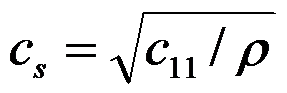 c_s = √(c_11 / ρ)